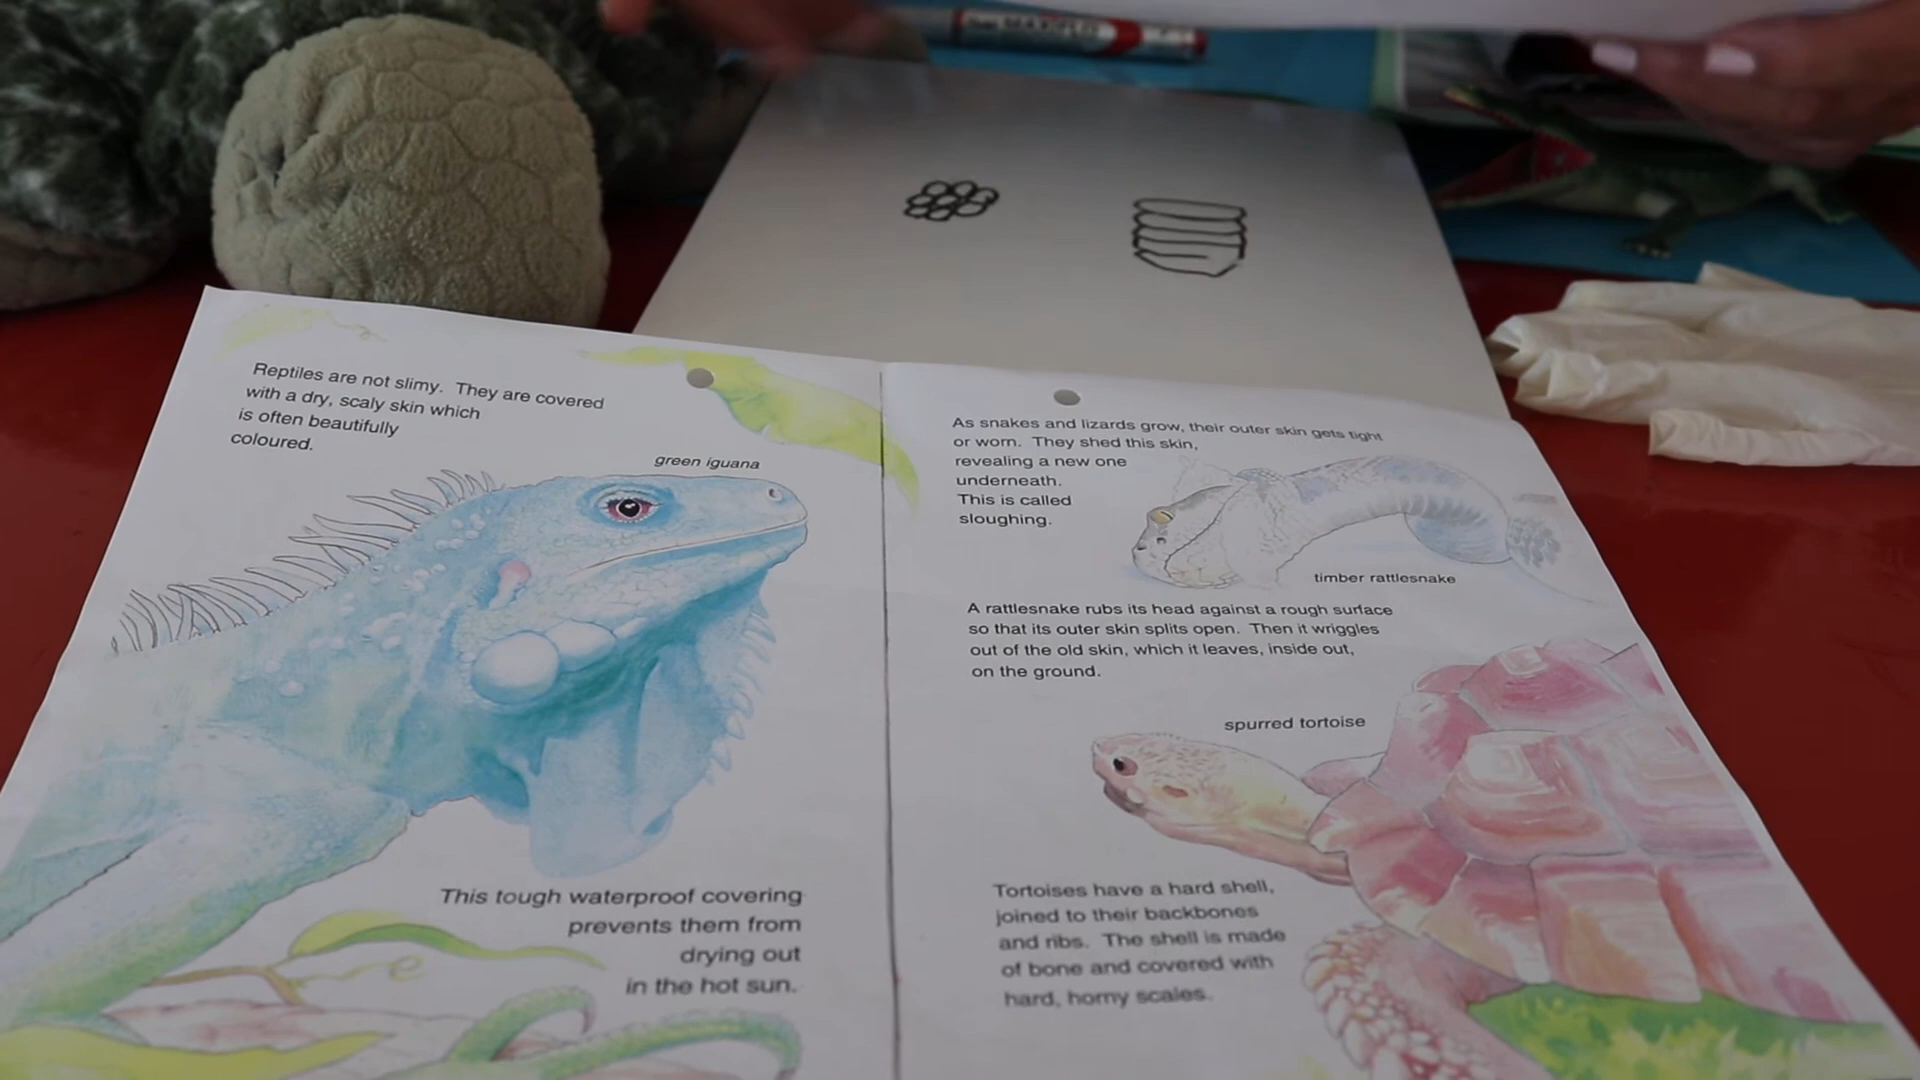 MAXIFLO
Reptiles are not slimy. They are covered
with a dry, scaly skin which
is often beautifully
coloured.
green iguana
This tough waterproof covering
prevents them from
drying out
in the hot sun.
As snakes and lizards grow, their outer skin gets tight
or worn. They shed this skin,
revealing a new one
underneath.
This is called
sloughing.
timber rattlesnake
A rattlesnake rubs its head against a rough surface
so that its outer skin splits open. Then it wriggles
out of the old skin, which it leaves, inside out,
on the ground.
spurred tortoise
Tortoises have a hard shell,
joined to their backbones
and ribs. The shell is made
of bone and covered with
hard, horny scales.